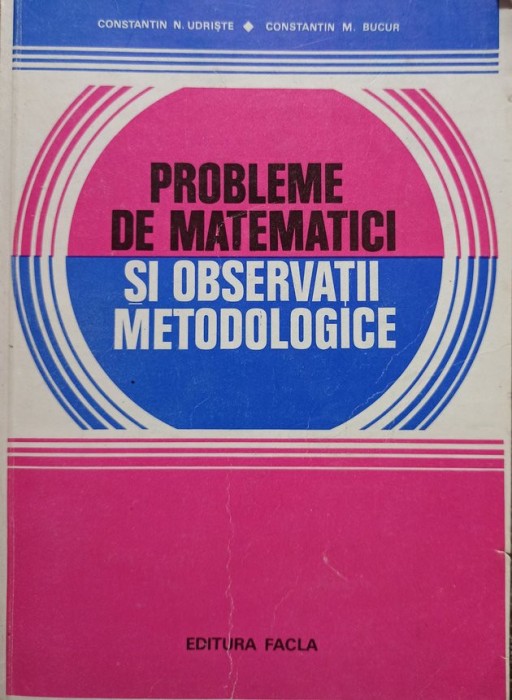 CONSTANTIN N. UDRIȘTE ◆ CONSTANTIN M. BUCUR
PROBLEME
DE MATEMATICI
ȘI OBSERVAȚII
METODOLOGICE
EDITURA FACLA